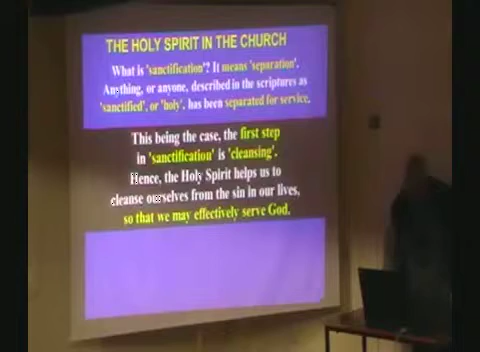 THE HOLY SPIRIT IN THE CHURCH
What is 'sanctification'? It means 'separation'.
Anything, or anyone, described in the scriptures as
'sanctified', or 'holy', has been separated for service.
This being the case, the first step
in 'sanctification' is 'cleansing'.
Hence, the Holy Spirit helps us to
cleanse ourselves from the sin in our lives,
so that we may effectively serve God.